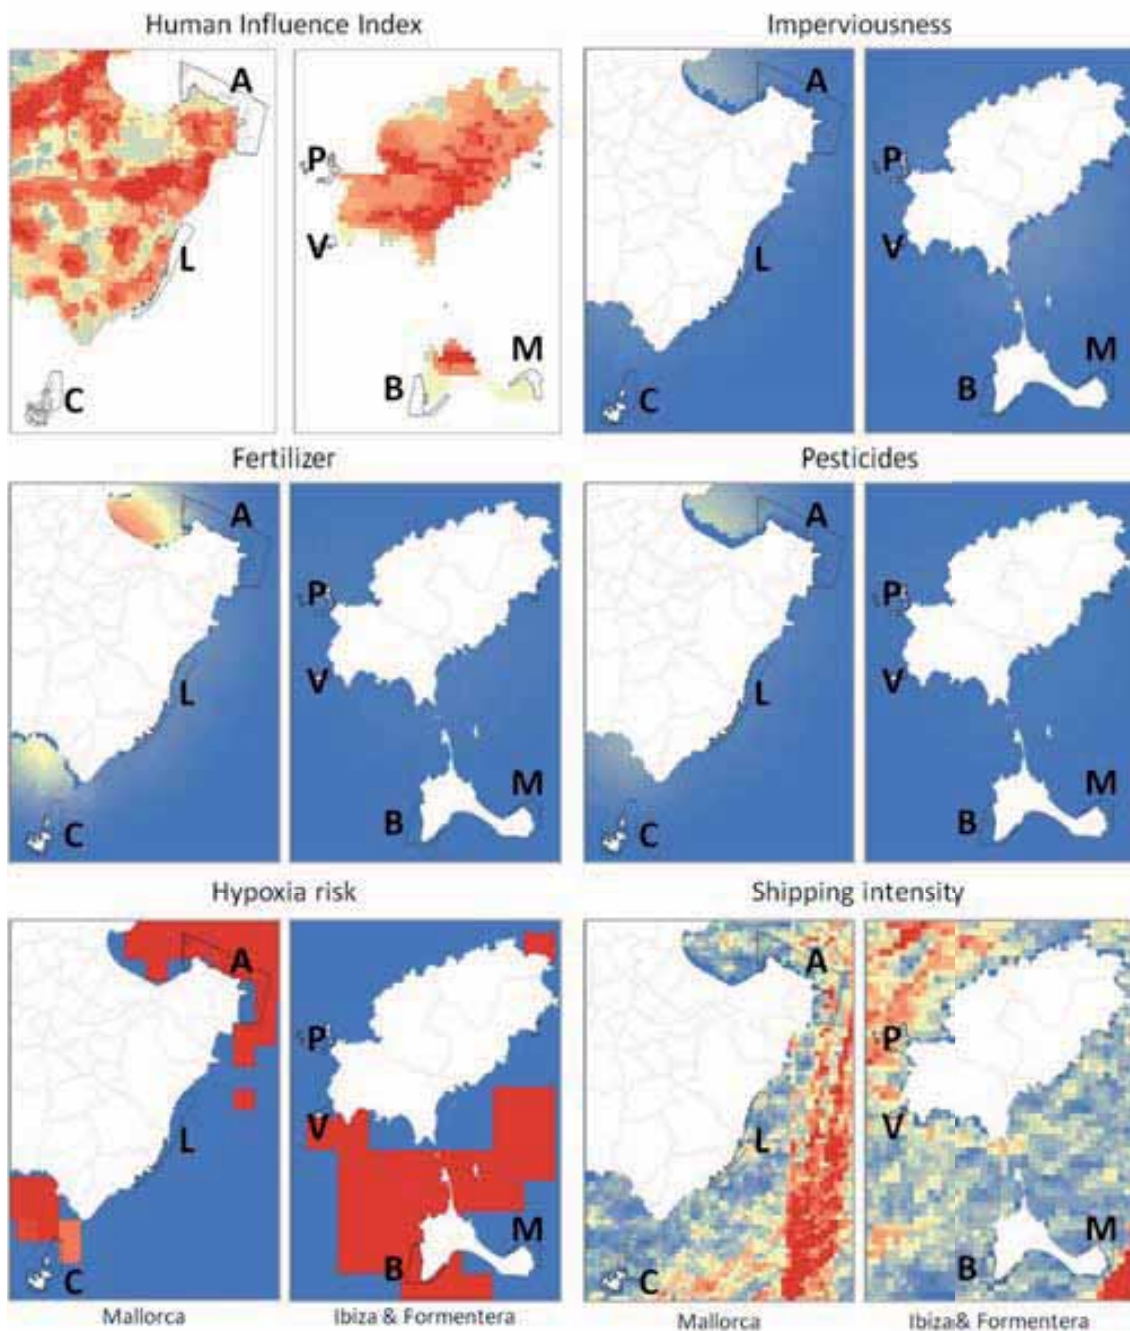 Human Influence Index
Imperviousness
A
P
V
L
C
B
M
A
P
V
L
C
B
M
Fertilizer
Pesticides
A
P
V
L
C
B
M
A
P
V
L
C
B
M
Hypoxia risk
Shipping intensity
A
P
V
L
C
B
M
A
P
V
L
C
B
M
Mallorca
Ibiza & Formentera
Mallorca
Ibiza& Formentera